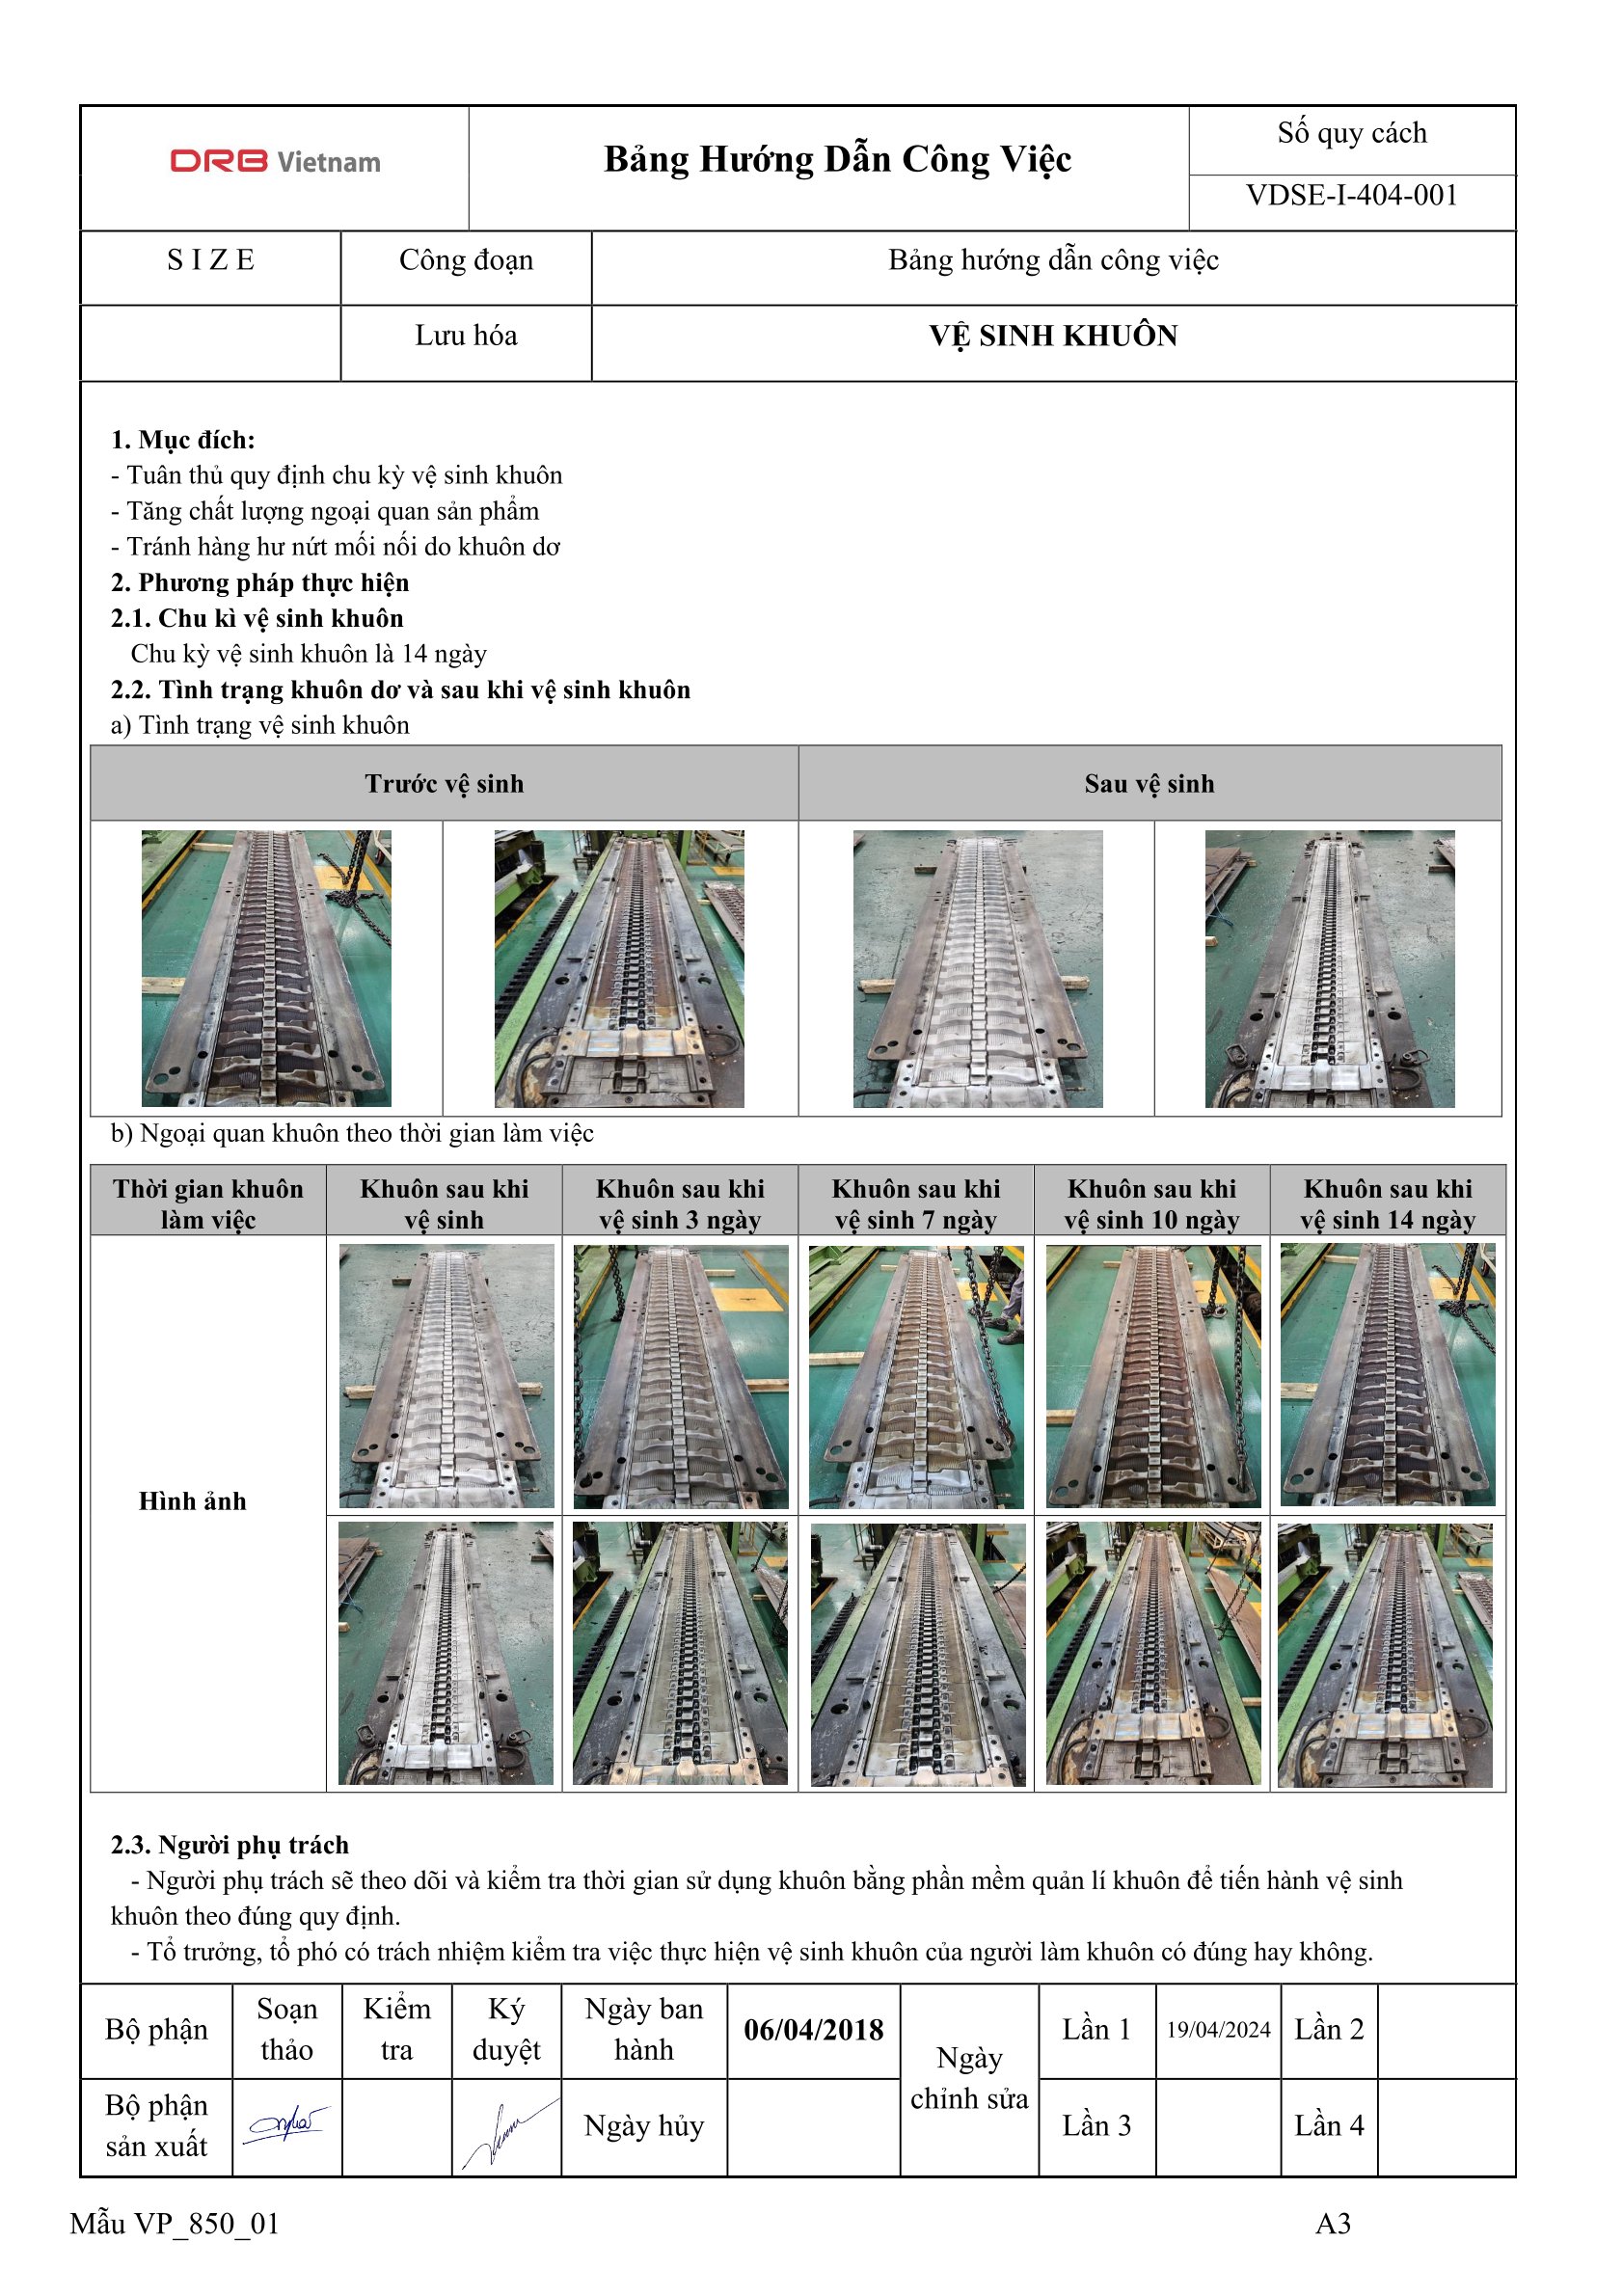 DRB Vietnam
Bảng Hướng Dẫn Công Việc
Số quy cách
VDSE-I-404-001
S I Z E
Công đoạn
Bảng hướng dẫn công việc
Lưu hóa
VỆ SINH KHUÔN
1. Mục đích:
- Tuân thủ quy định chu kỳ vệ sinh khuôn
- Tăng chất lượng ngoại quan sản phẩm
- Tránh hàng hư nứt mối nối do khuôn dơ
2. Phương pháp thực hiện
2.1. Chu kì vệ sinh khuôn
Chu kỳ vệ sinh khuôn là 14 ngày
2.2. Tình trạng khuôn dơ và sau khi vệ sinh khuôn
a) Tình trạng vệ sinh khuôn
Trước vệ sinh
Sau vệ sinh
b) Ngoại quan khuôn theo thời gian làm việc
Thời gian khuôn
làm việc
Khuôn sau khi
vệ sinh
Khuôn sau khi
vệ sinh 3 ngày
Khuôn sau khi
vệ sinh 7 ngày
Khuôn sau khi
vệ sinh 10 ngày
Khuôn sau khi
vệ sinh 14 ngày
Hình ảnh
2.3. Người phụ trách
- Người phụ trách sẽ theo dõi và kiểm tra thời gian sử dụng khuôn bằng phần mềm quản lí khuôn để tiến hành vệ sinh
khuôn theo đúng quy định.
- Tổ trưởng, tổ phó có trách nhiệm kiểm tra việc thực hiện vệ sinh khuôn của người làm khuôn có đúng hay không.
Bộ phận
Soạn
thảo
Kiểm
tra
Ký
duyệt
Ngày ban
hành
06/04/2018
Ngày
chỉnh sửa
Lần 1
19/04/2024
Lần 2
Bộ phận
sản xuất
Ngày hủy
Lần 3
Lần 4
Mẫu VP_850_01
A3